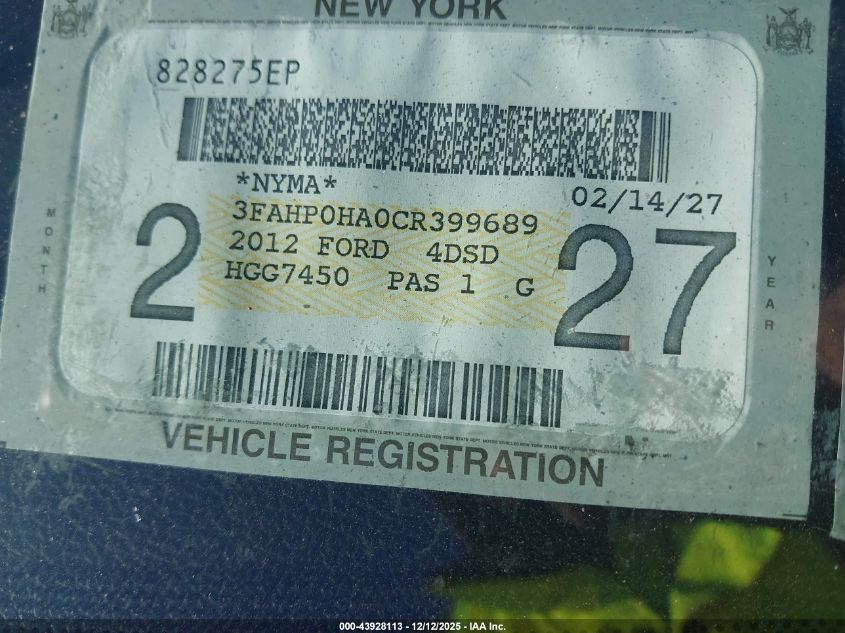 NEW YORK
828275EP
*NYMA*
02/14/27
3FAHP0HA0CR399689
2012 FORD 4DSD
HGG7450 PAS 1 G
2
27
MONTH
YEAR
VEHICLE REGISTRATION
000-43928113 - 12/12/2025 - IAA Inc.